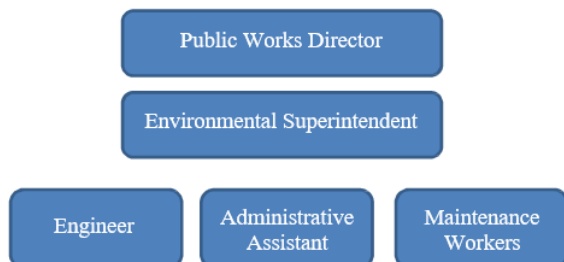 Public Works Director
Environmental Superintendent
Engineer
Administrative
Assistant
Maintenance
Workers